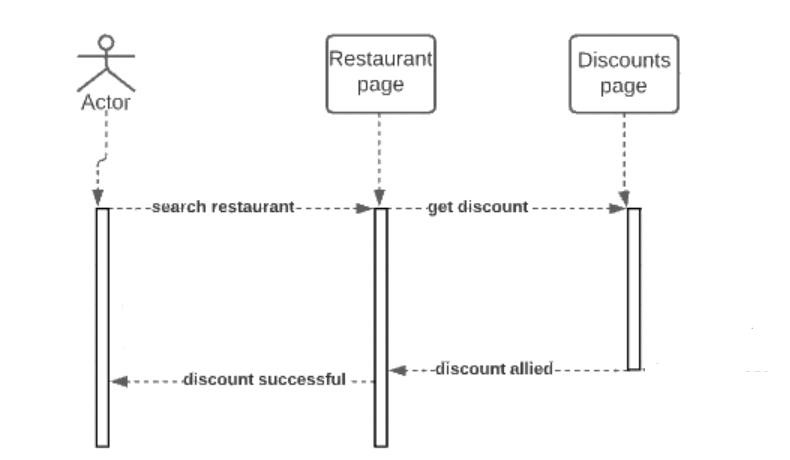 Actor
Restaurant
page
Discounts
page
search restaurant
get discount
discount allied
discount successful